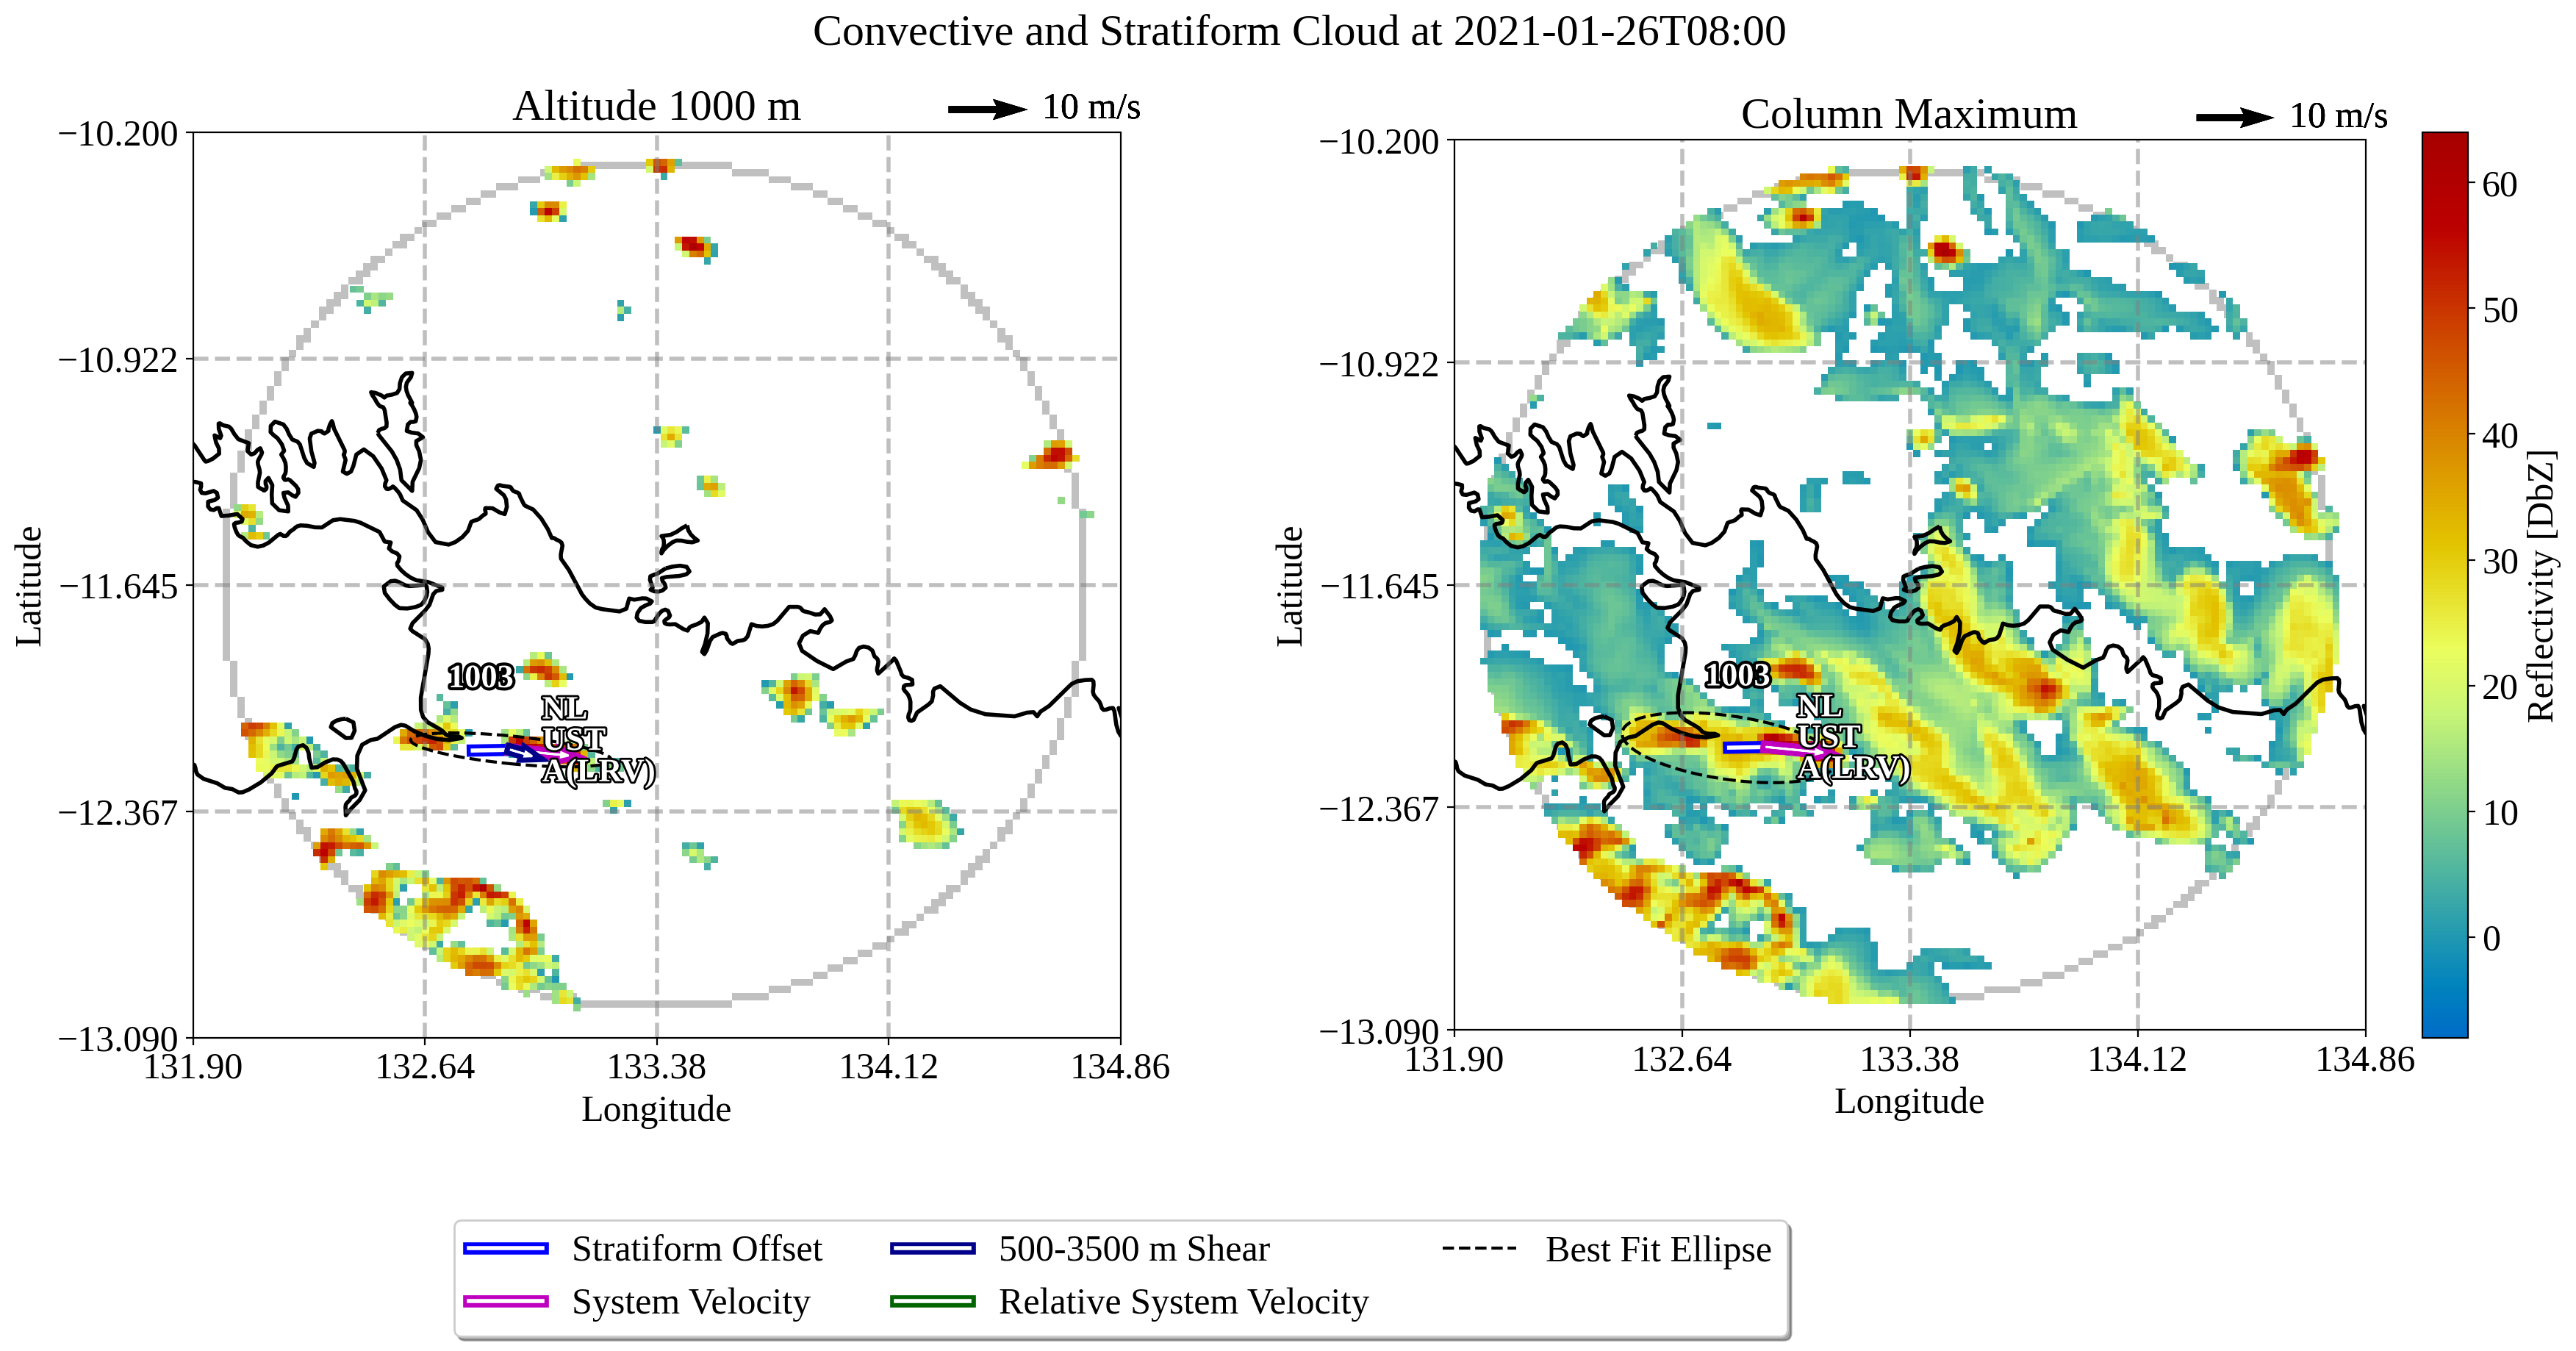 Convective and Stratiform Cloud at 2021-01-26T08:00
Altitude 1000 m
10 m/s
−10.200
−10.922
−11.645
−12.367
−13.090
Latitude
131.90
132.64
133.38
134.12
134.86
Longitude
1003
NL
UST
A(LRV)
Column Maximum
10 m/s
−10.200
−10.922
−11.645
−12.367
−13.090
Latitude
131.90
132.64
133.38
134.12
134.86
Longitude
1003
NL
UST
A(LRV)
60
50
40
30
20
10
0
Reflectivity [DbZ]
Stratiform Offset
System Velocity
500-3500 m Shear
Relative System Velocity
Best Fit Ellipse